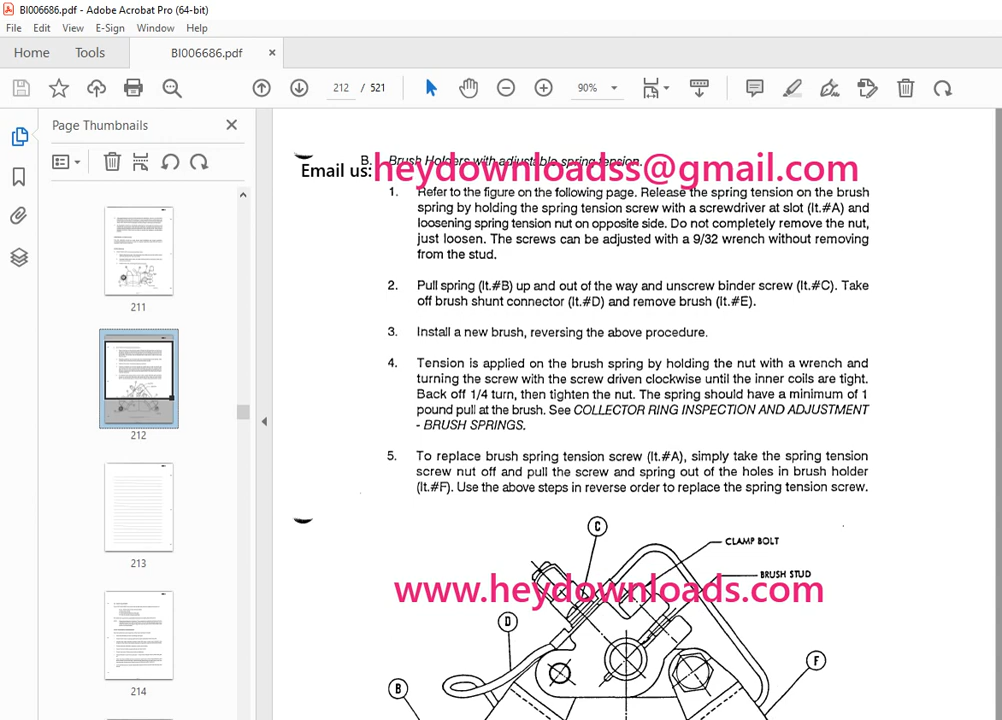 BI006686.pdf - Adobe Acrobat Pro (64-bit)
File Edit View E-Sign Window Help
Home Tools BI006686.pdf ×
212 / 521 90%
Page Thumbnails
211
212
213
214
B. Brush Holders with adjustable spring tension.
Email us:heydownloadss@gmail.com
1. Refer to the figure on the following page. Release the spring tension on the brush
spring by holding the spring tension screw with a screwdriver at slot (It.#A) and
loosening spring tension nut on opposite side. Do not completely remove the nut,
just loosen. The screws can be adjusted with a 9/32 wrench without removing
from the stud.
2. Pull spring (It.#B) up and out of the way and unscrew binder screw (It.#C). Take
off brush shunt connector (It.#D) and remove brush (It.#E).
3. Install a new brush, reversing the above procedure.
4. Tension is applied on the brush spring by holding the nut with a wrench and
turning the screw with the screw driven clockwise until the inner coils are tight.
Back off 1/4 turn, then tighten the nut. The spring should have a minimum of 1
pound pull at the brush. See COLLECTOR RING INSPECTION AND ADJUSTMENT
- BRUSH SPRINGS.
5. To replace brush spring tension screw (It.#A), simply take the spring tension
screw nut off and pull the screw and spring out of the holes in brush holder
(It.#F). Use the above steps in reverse order to replace the spring tension screw.
C
CLAMP BOLT
BRUSH STUD
www.heydownloads.com
D
F
B